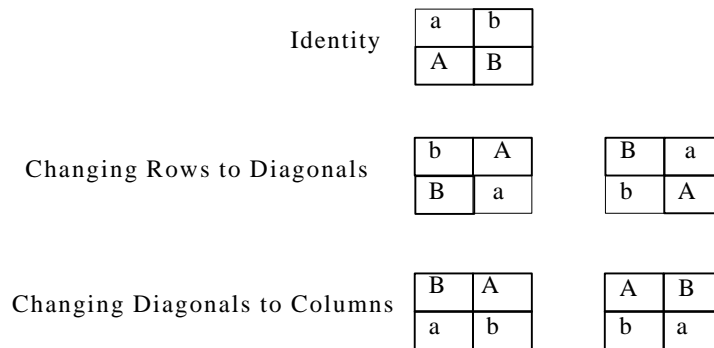 Identity a b
A B
Changing Rows to Diagonals b A B a
B a b A
Changing Diagonals to Columns B A A B
a b b a